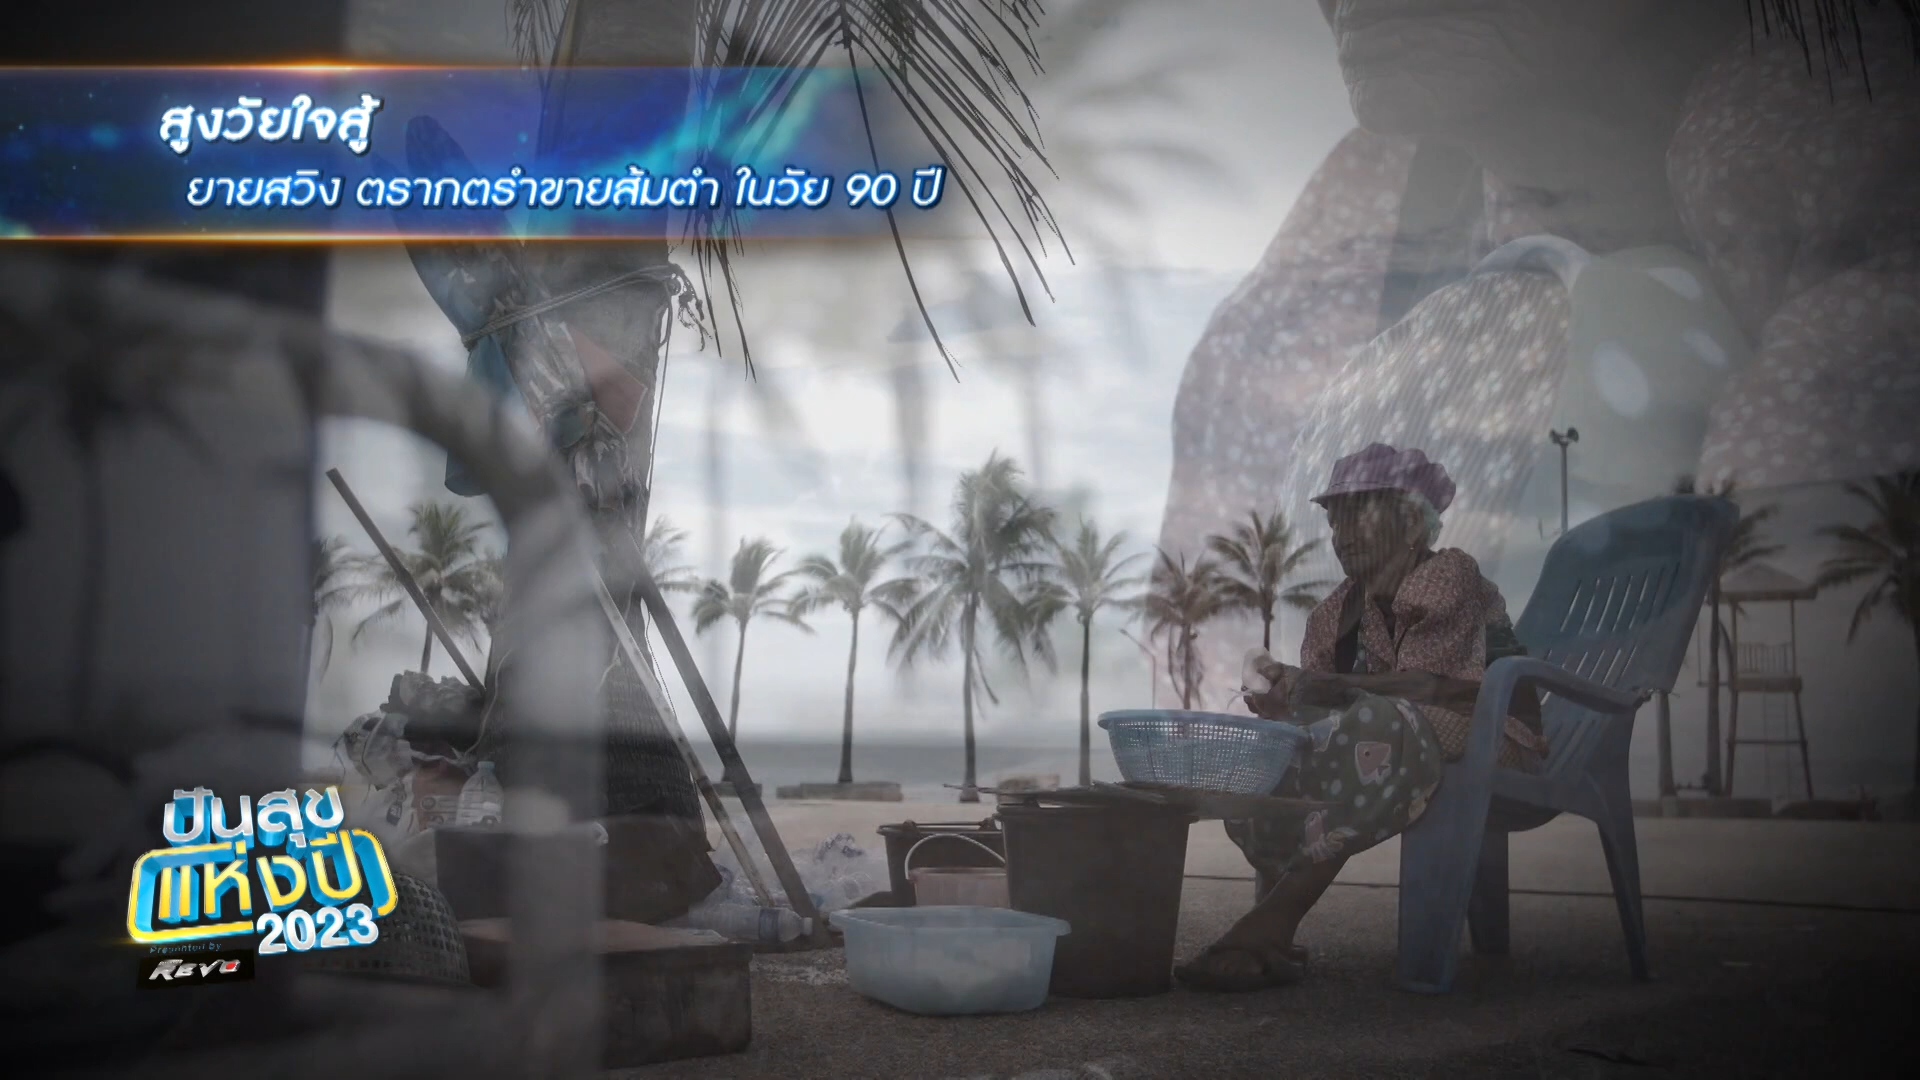 สูงวัยใจสู้
ยายสวิง ตรากตรำขายส้มตำ ในวัย 90 ปี
ปันสุข
แห่งปี
2023
Presented by
REVO